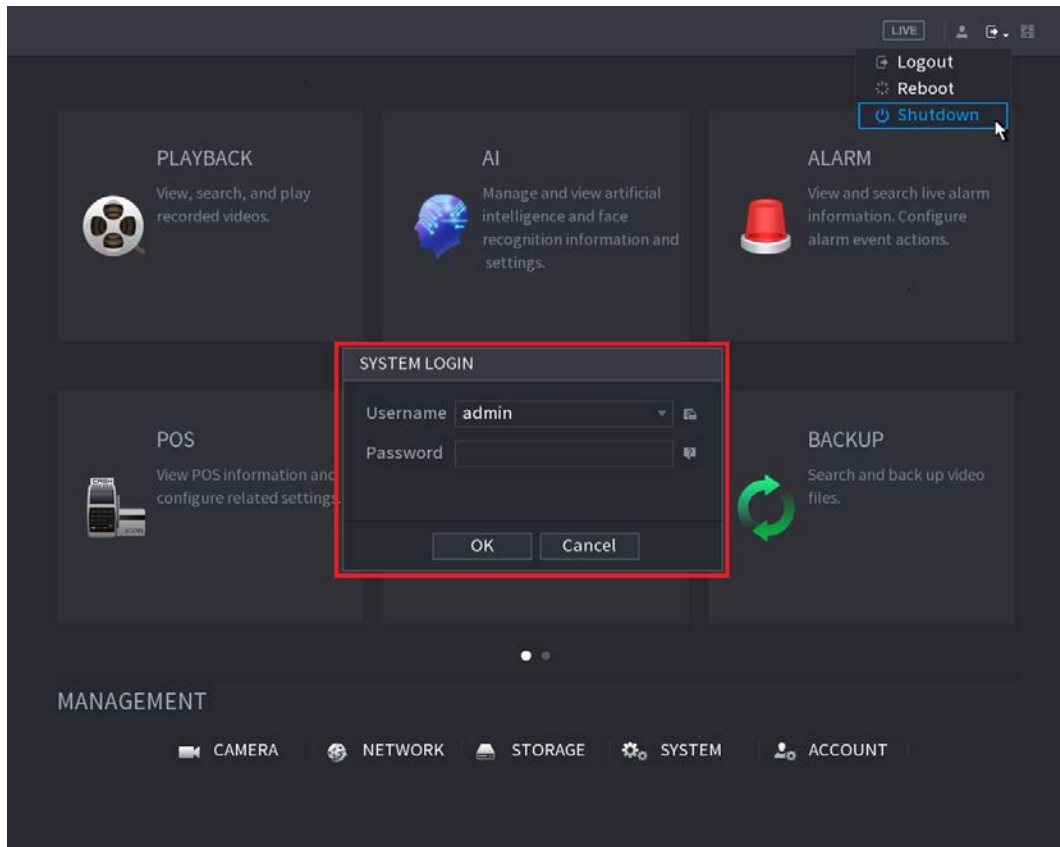 LIVE
Logout
Reboot
Shutdown
PLAYBACK
View, search, and play
recorded videos.
AI
Manage and view artificial
intelligence and face
recognition information and
settings.
ALARM
View and search live alarm
information. Configure
alarm event actions.
SYSTEM LOGIN
Username admin
Password
OK Cancel
POS
View POS information and
configure related settings.
BACKUP
Search and back up video
files.
MANAGEMENT
CAMERA NETWORK STORAGE SYSTEM ACCOUNT